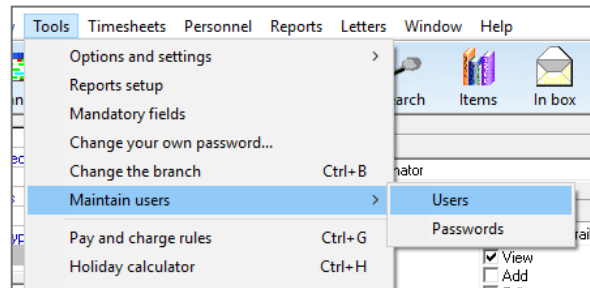 Tools Timesheets Personnel Reports Letters Window Help
Options and settings
Reports setup
Items In box
Mandatory fields
Change your own password...
Change the branch Ctrl+B
Maintain users Users
Passwords
Pay and charge rules Ctrl+G
View
Holiday calculator Ctrl+H
Add